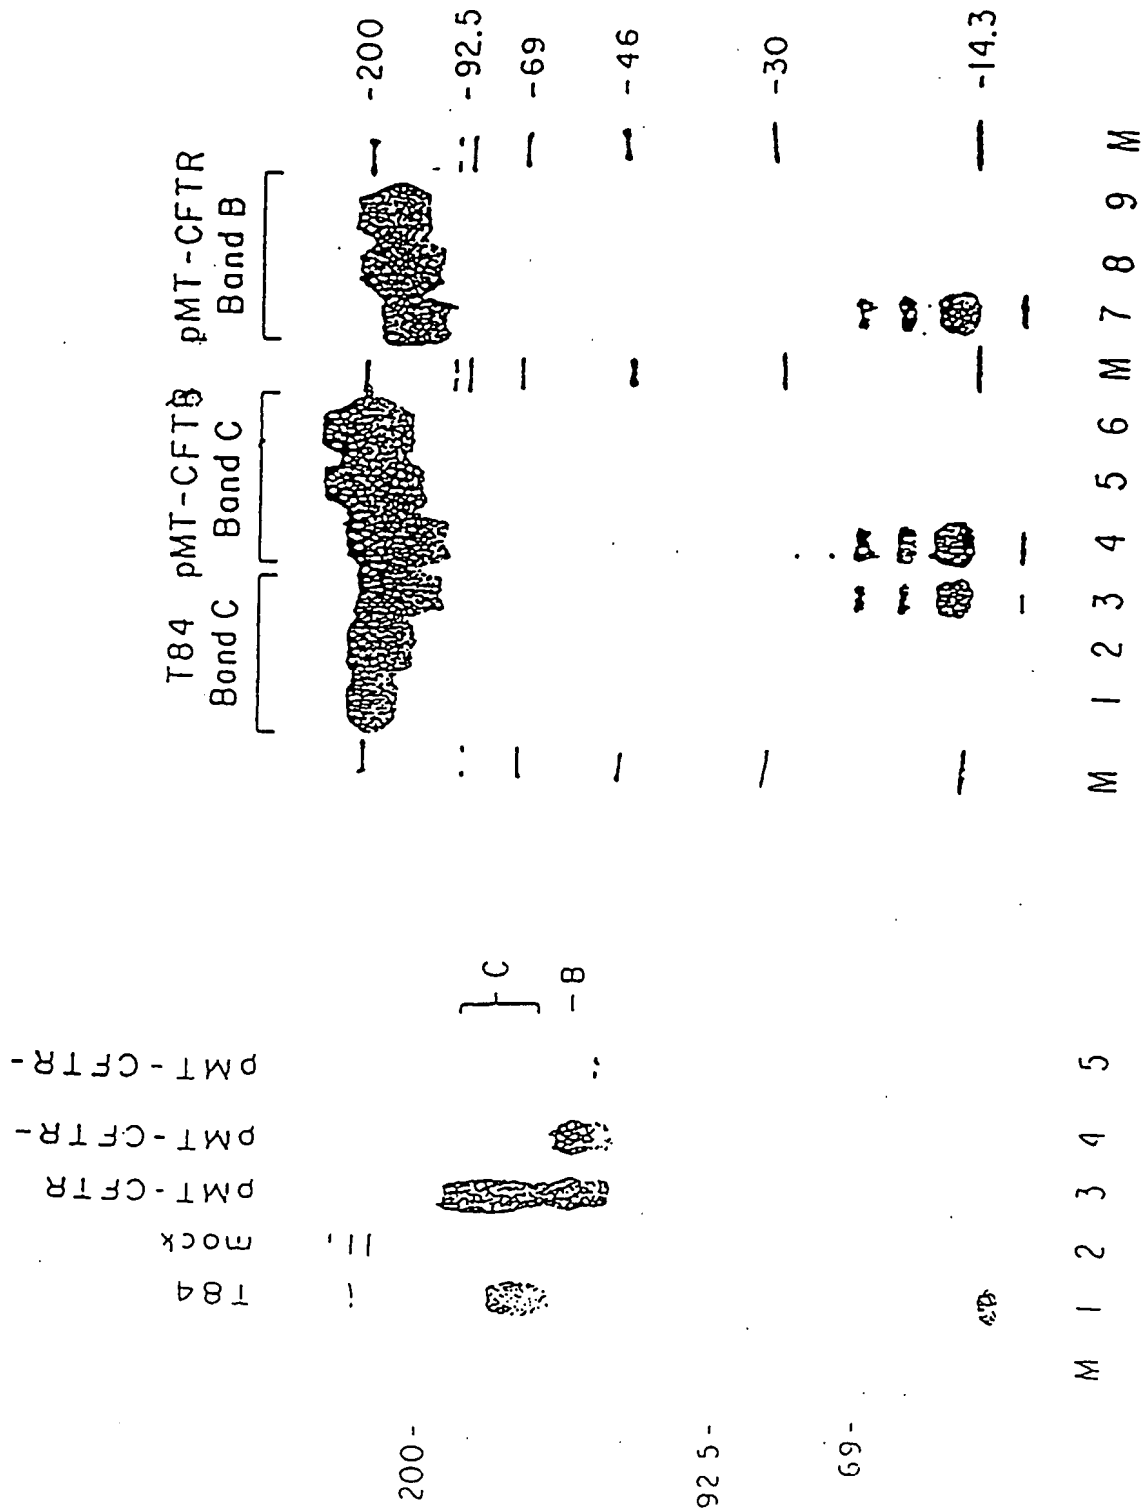 T84
mock
pMT-CFTR
pMT-CFTR-
pMT-CFTR-
200-
92 5-
69-
C
-B
M 1 2 3 4 5
T84
Band C
pMT-CFTR
Band C
pMT-CFTR
Band B
-200
-92.5
-69
-46
-30
-14.3
M 1 2 3 4 5 6 M 7 8 9 M